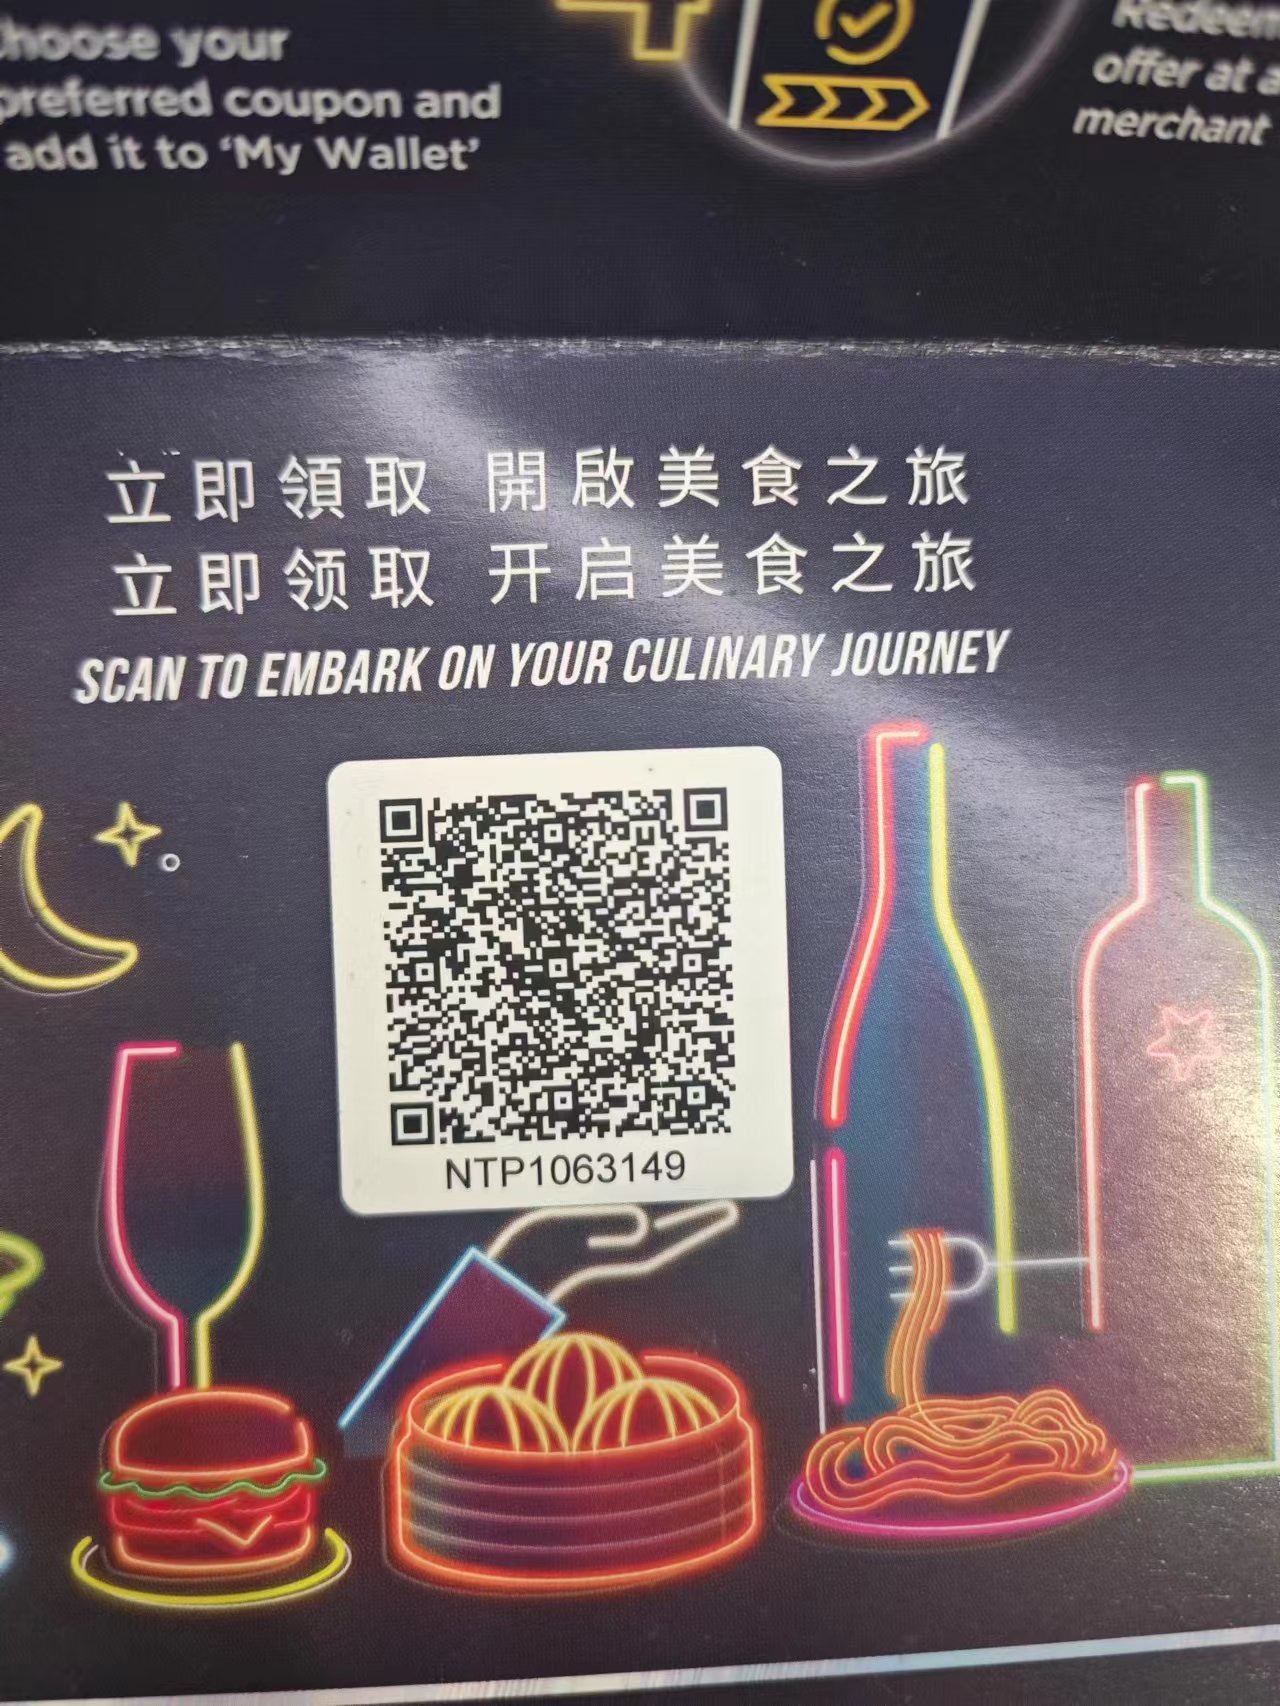 choose your
preferred coupon and
add it to ‘My Wallet’
Redeem
offer at a
merchant
立即領取 開啟美食之旅
立即领取 开启美食之旅
SCAN TO EMBARK ON YOUR CULINARY JOURNEY
NTP1063149